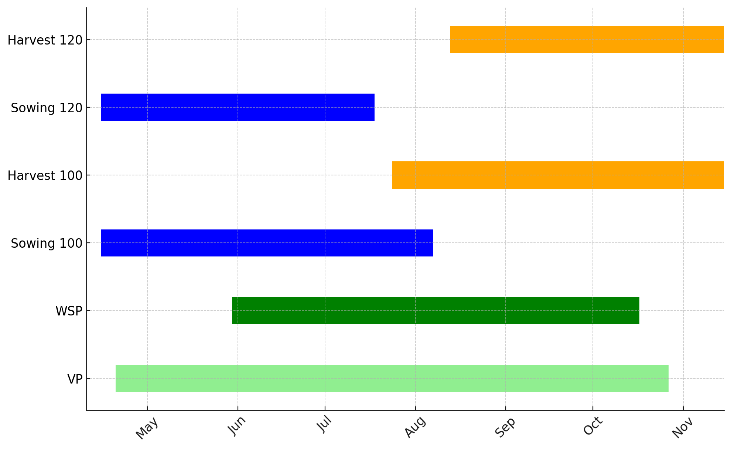 Harvest 120
Sowing 120
Harvest 100
Sowing 100
WSP
VP
May
Jun
Jul
Aug
Sep
Oct
Nov